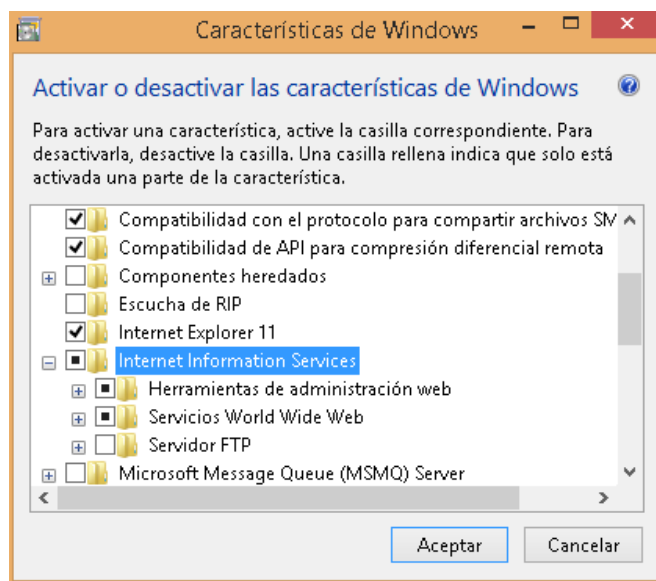 Características de Windows
Activar o desactivar las características de Windows
Para activar una característica, active la casilla correspondiente. Para
desactivarla, desactive la casilla. Una casilla rellena indica que solo está
activada una parte de la característica.
Compatibilidad con el protocolo para compartir archivos SM
Compatibilidad de API para compresión diferencial remota
Componentes heredados
Escucha de RIP
Internet Explorer 11
Internet Information Services
Herramientas de administración web
Servicios World Wide Web
Servidor FTP
Microsoft Message Queue (MSMQ) Server
Aceptar
Cancelar